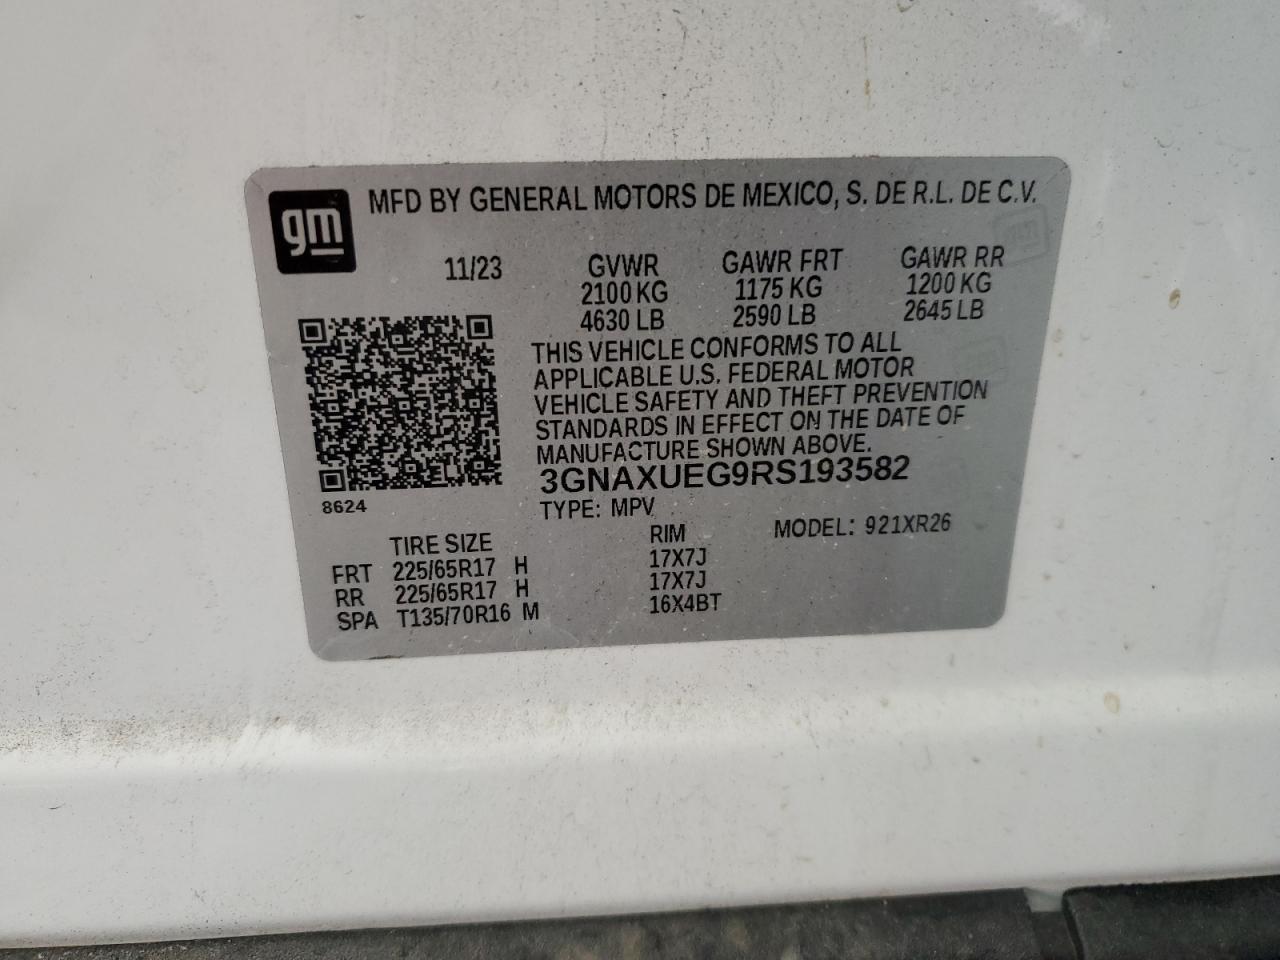 gm
MFD BY GENERAL MOTORS DE MEXICO, S. DE R.L. DE C.V.
11/23 GVWR GAWR FRT GAWR RR
2100 KG 1175 KG 1200 KG
4630 LB 2590 LB 2645 LB
THIS VEHICLE CONFORMS TO ALL
APPLICABLE U.S. FEDERAL MOTOR
VEHICLE SAFETY AND THEFT PREVENTION
STANDARDS IN EFFECT ON THE DATE OF
MANUFACTURE SHOWN ABOVE.
3GNAXUEG9RS193582
8624
TYPE: MPV MODEL: 921XR26
TIRE SIZE RIM
FRT 225/65R17 H 17X7J
RR 225/65R17 H 17X7J
SPA T135/70R16 M 16X4BT